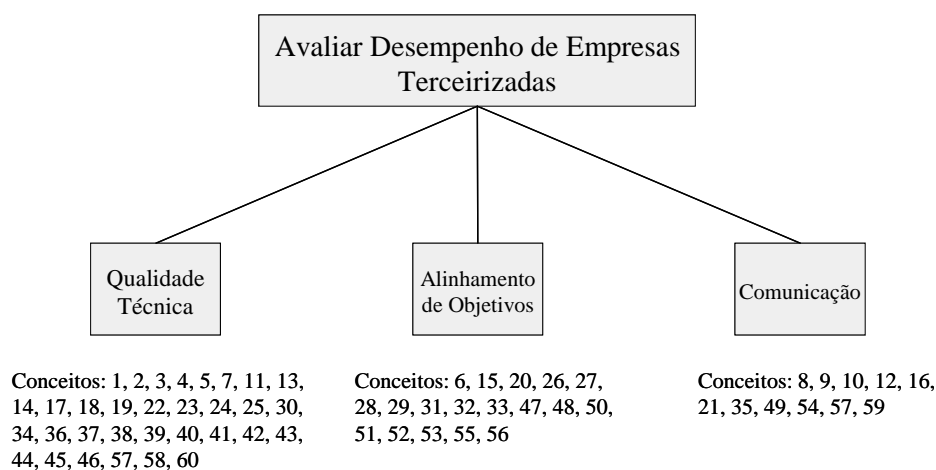 Avaliar Desempenho de Empresas
Terceirizadas
Qualidade
Técnica
Alinhamento
de Objetivos
Comunicação
Conceitos: 1, 2, 3, 4, 5, 7, 11, 13,
14, 17, 18, 19, 22, 23, 24, 25, 30,
34, 36, 37, 38, 39, 40, 41, 42, 43,
44, 45, 46, 57, 58, 60
Conceitos: 6, 15, 20, 26, 27,
28, 29, 31, 32, 33, 47, 48, 50,
51, 52, 53, 55, 56
Conceitos: 8, 9, 10, 12, 16,
21, 35, 49, 54, 57, 59